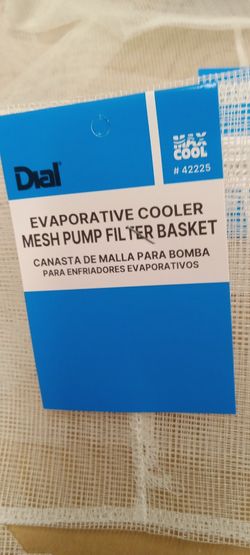 Dial®
MAX
COOL
# 42225
EVAPORATIVE COOLER
MESH PUMP FILTER BASKET
CANASTA DE MALLA PARA BOMBA
PARA ENFRIADORES EVAPORATIVOS